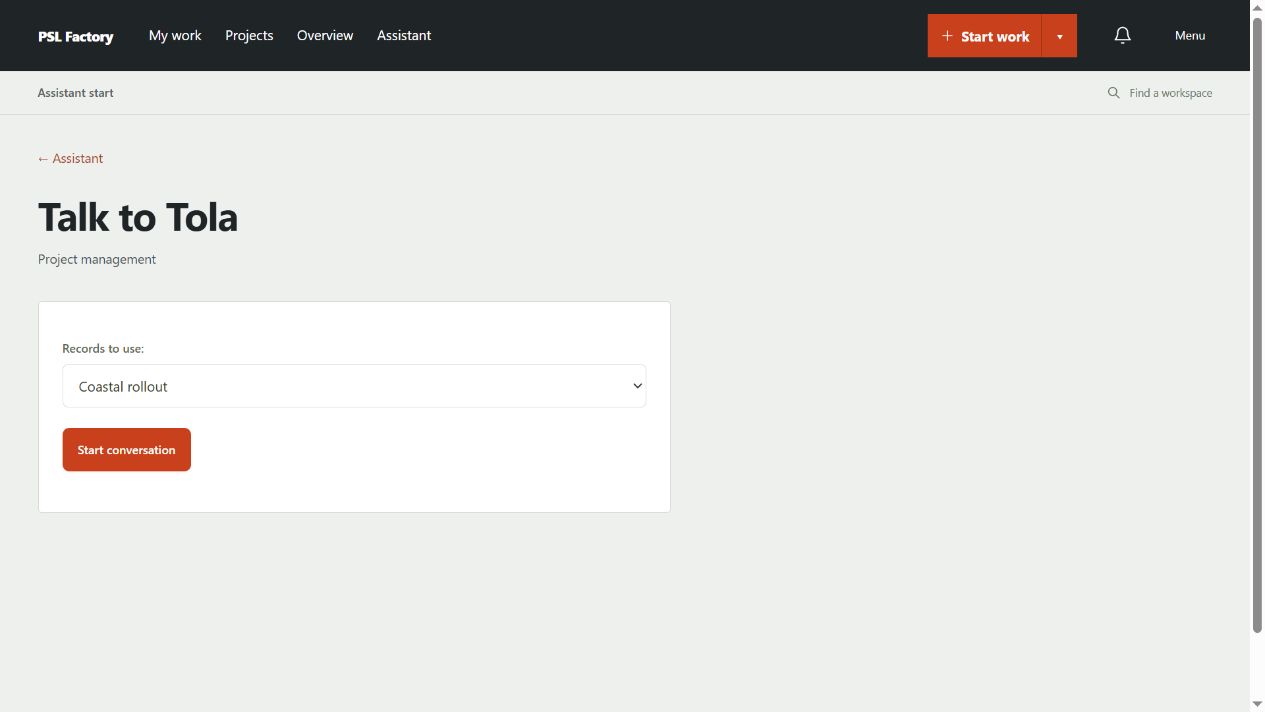 PSL Factory
My work
Projects
Overview
Assistant
+ Start work
Menu
Assistant start
Find a workspace
← Assistant
Talk to Tola
Project management
Records to use:
Coastal rollout
Start conversation